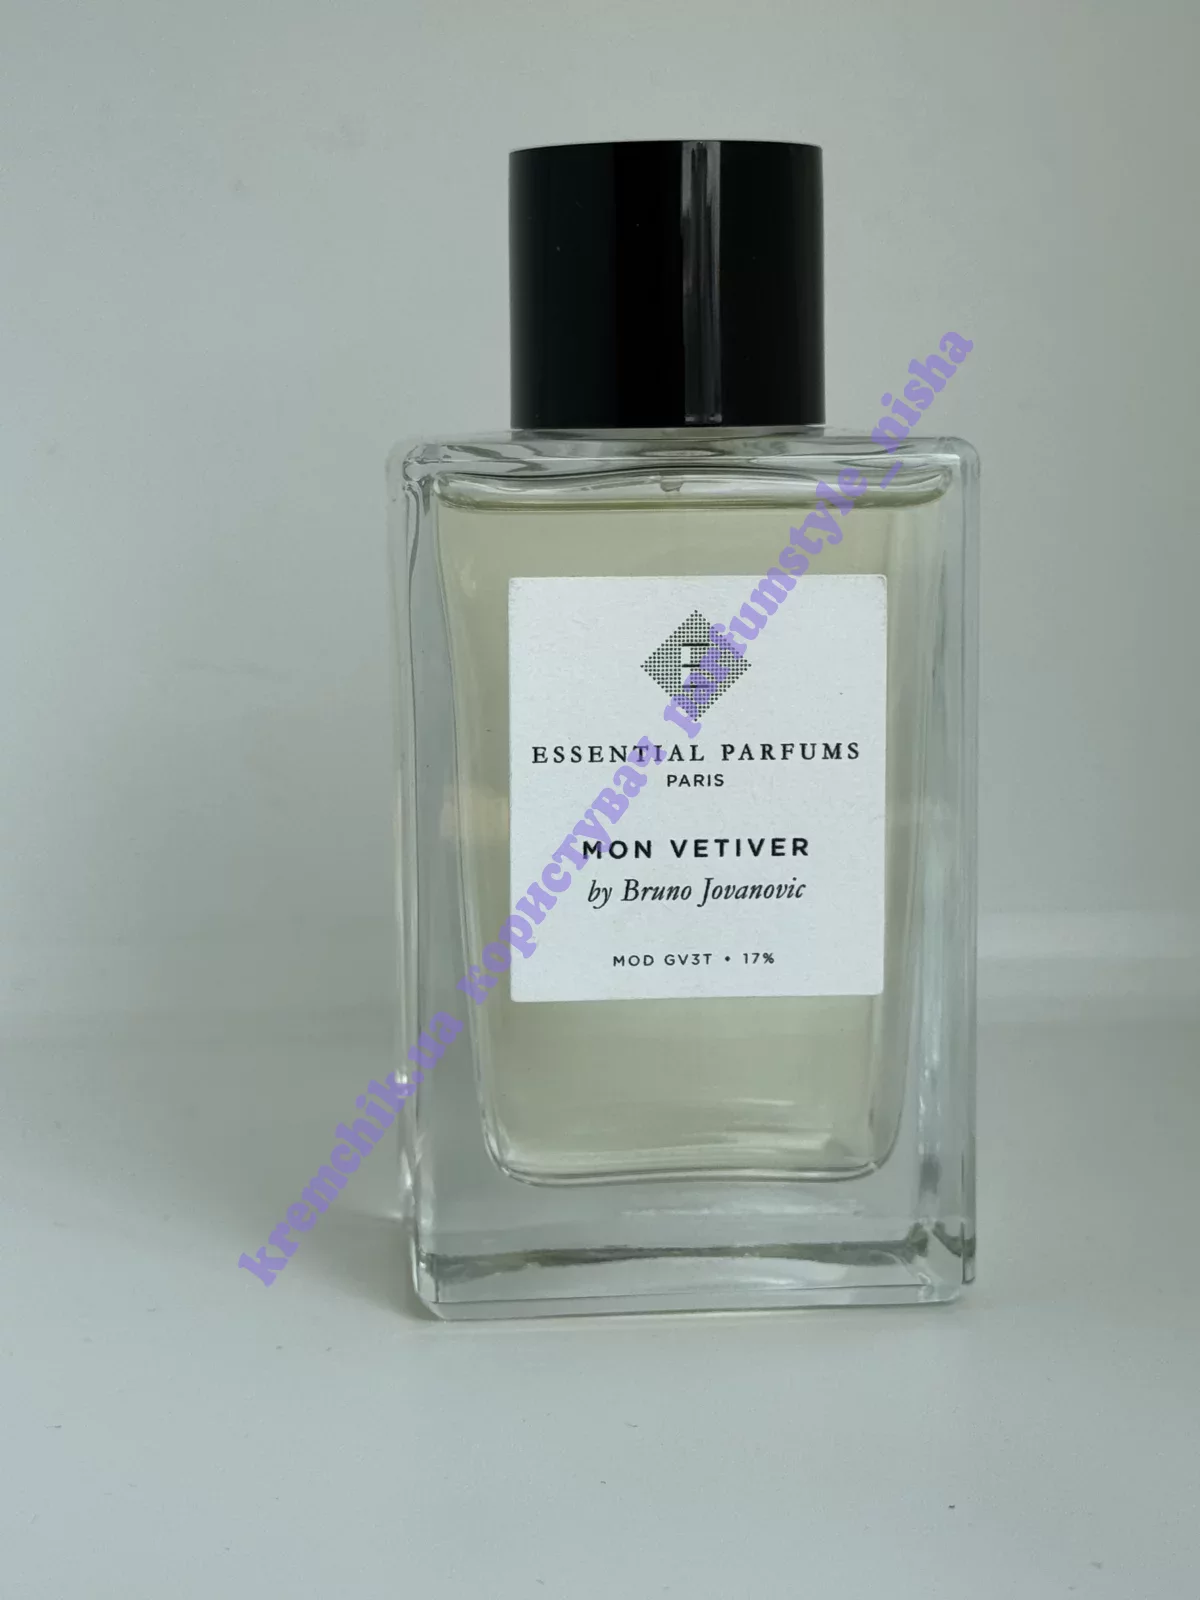 ESSENTIAL PARFUMS
PARIS
MON VETIVER
by Bruno Jovanovic
MOD GV3T • 17%
kremchik.ua користувач parfumstyle_nisha